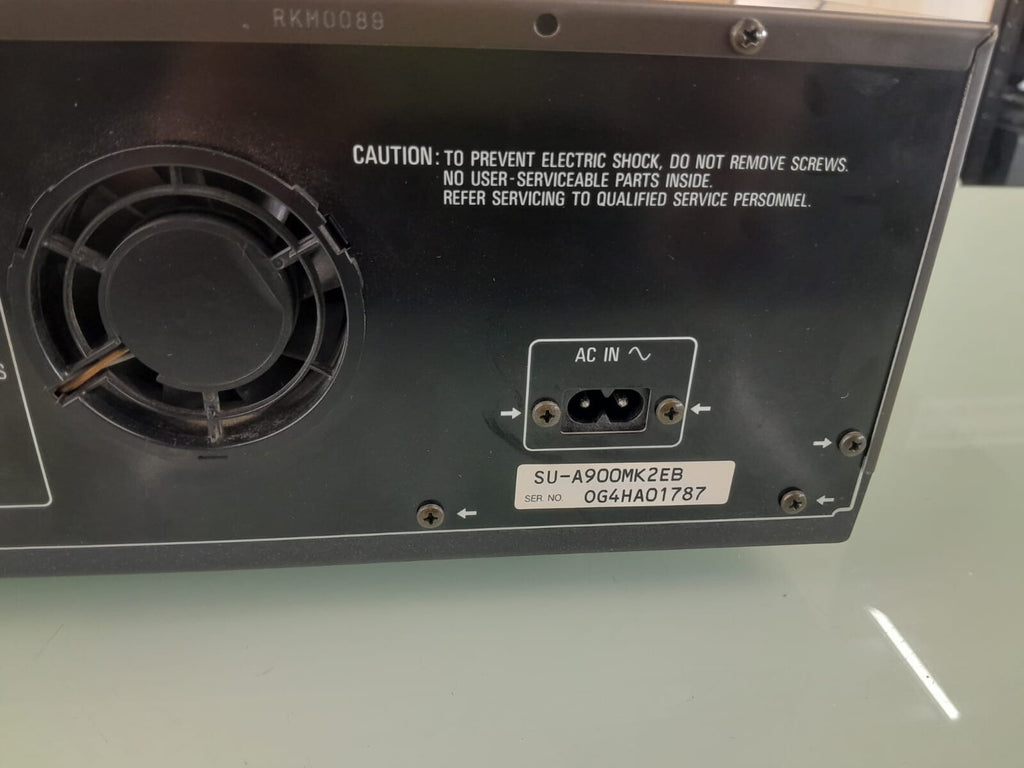 RKM0089
CAUTION: TO PREVENT ELECTRIC SHOCK, DO NOT REMOVE SCREWS.
NO USER-SERVICEABLE PARTS INSIDE.
REFER SERVICING TO QUALIFIED SERVICE PERSONNEL.
S
AC IN ∿
SU-A900MK2EB
SER. NO. OG4HA01787